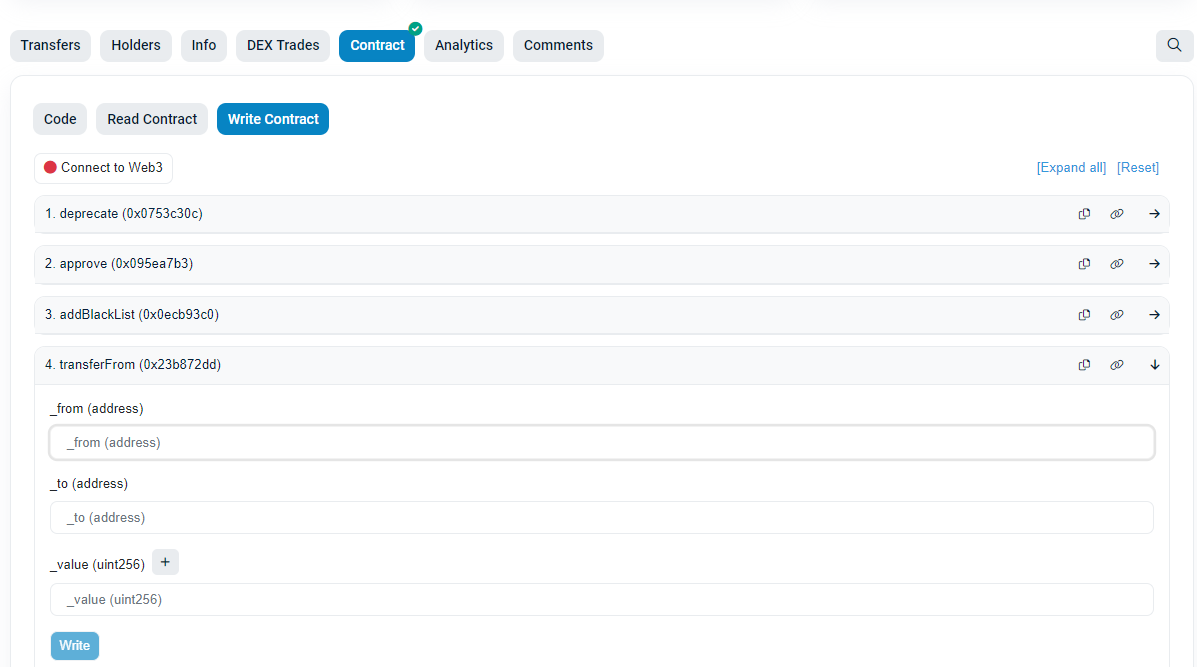 Transfers Holders Info DEX Trades Contract Analytics Comments
Code Read Contract Write Contract
Connect to Web3 [Expand all] [Reset]
1. deprecate (0x0753c30c)
2. approve (0x095ea7b3)
3. addBlackList (0x0ecb93c0)
4. transferFrom (0x23b872dd)
_from (address)
_from (address)
_to (address)
_to (address)
_value (uint256) +
_value (uint256)
Write